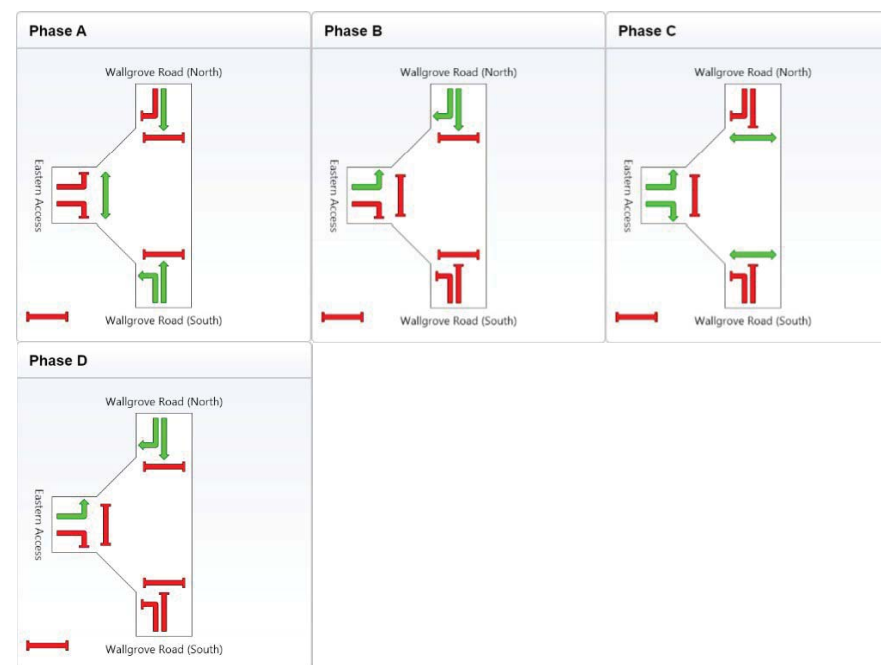 Phase A
Wallgrove Road (North)
Eastern Access
Wallgrove Road (South)
Phase B
Wallgrove Road (North)
Eastern Access
Wallgrove Road (South)
Phase C
Wallgrove Road (North)
Eastern Access
Wallgrove Road (South)
Phase D
Wallgrove Road (North)
Eastern Access
Wallgrove Road (South)